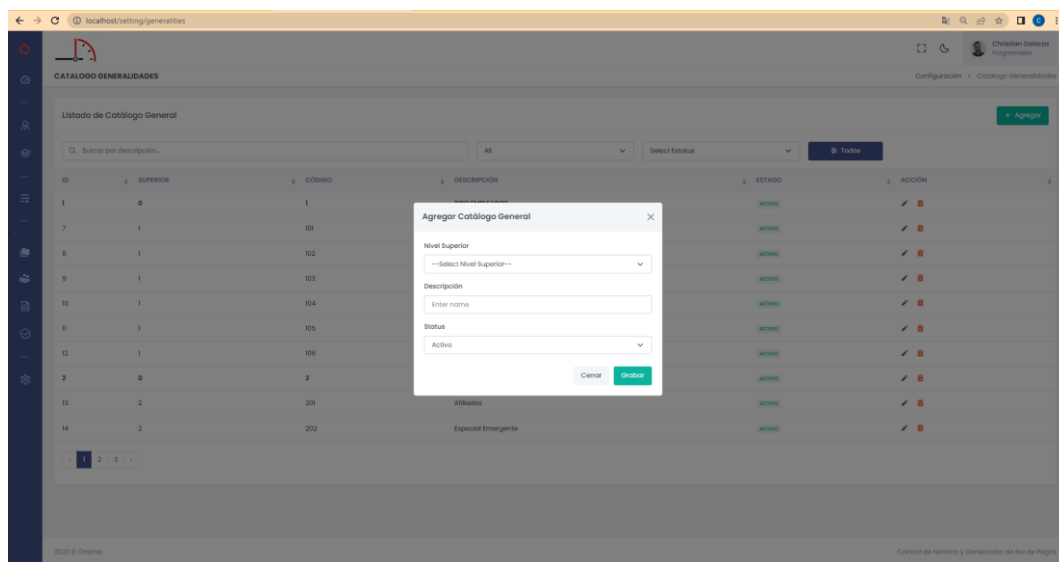 localhost/setting/generalities
Christian Galarza
Programador
CATALOGO GENERALIDADES
Configuración > Catalogo Generalidades
Listado de Catálogo General
+ Agregar
Buscar por descripción...
All
Select Estatus
Todos
ID SUPERIOR CÓDIGO DESCRIPCIÓN ESTADO ACCIÓN
1 0 1 ACTIVO
7 1 101 ACTIVO
8 1 102 ACTIVO
9 1 103 ACTIVO
10 1 104 ACTIVO
11 1 105 ACTIVO
12 1 106 ACTIVO
2 0 2 ACTIVO
13 2 201 Afiliados ACTIVO
14 2 202 Especial Emergente ACTIVO
Agregar Catálogo General
Nivel Superior
--Select Nivel Superior--
Descripción
Enter name
Status
Activo
Cerrar Grabar
1 2 3
2023 © Ontime.
Control de Nómina y Generación de Rol de Pagos